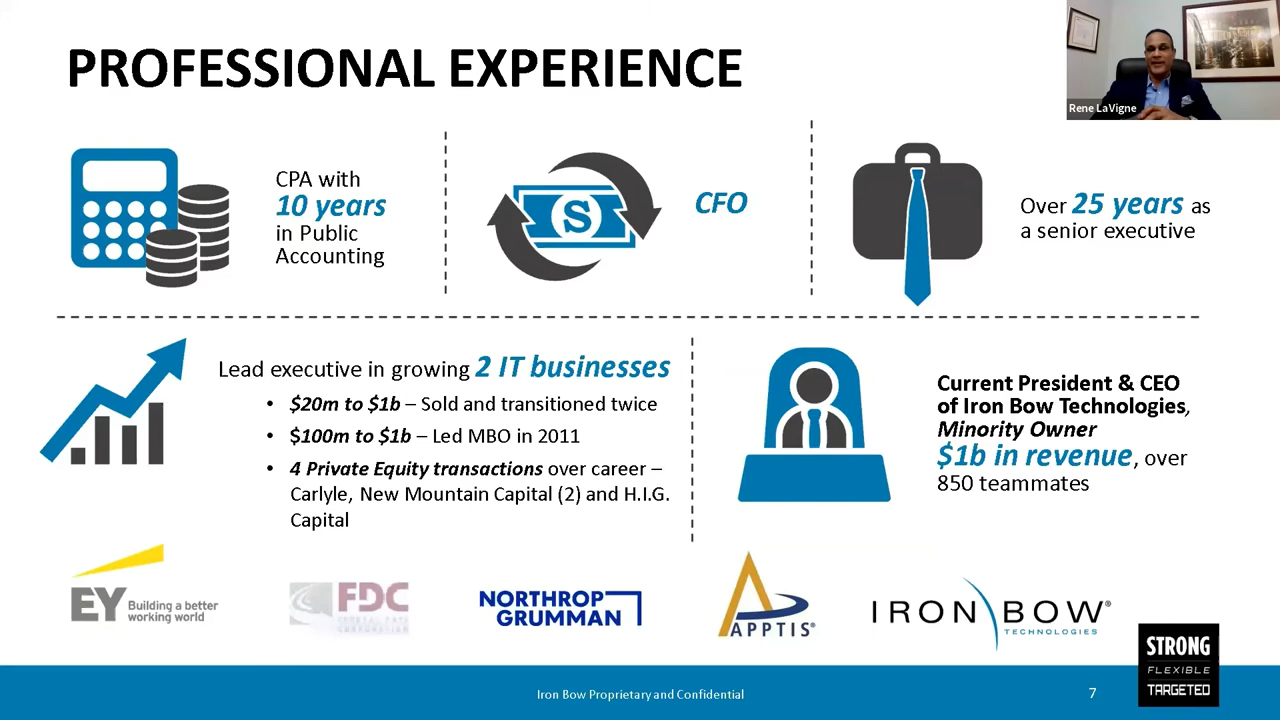 PROFESSIONAL EXPERIENCE
Rene LaVigne
CPA with
10 years
in Public
Accounting
S
CFO
Over 25 years as
a senior executive
Lead executive in growing 2 IT businesses
• $20m to $1b – Sold and transitioned twice
• $100m to $1b – Led MBO in 2011
• 4 Private Equity transactions over career –
Carlyle, New Mountain Capital (2) and H.I.G.
Capital
Current President & CEO
of Iron Bow Technologies,
Minority Owner
$1b in revenue, over
850 teammates
EY Building a better
working world
FDC
FEDERAL DATA
CORPORATION
NORTHROP
GRUMMAN
APPTIS®
IRON BOW®
TECHNOLOGIES
STRONG
FLEXIBLE
TARGETED
Iron Bow Proprietary and Confidential
7